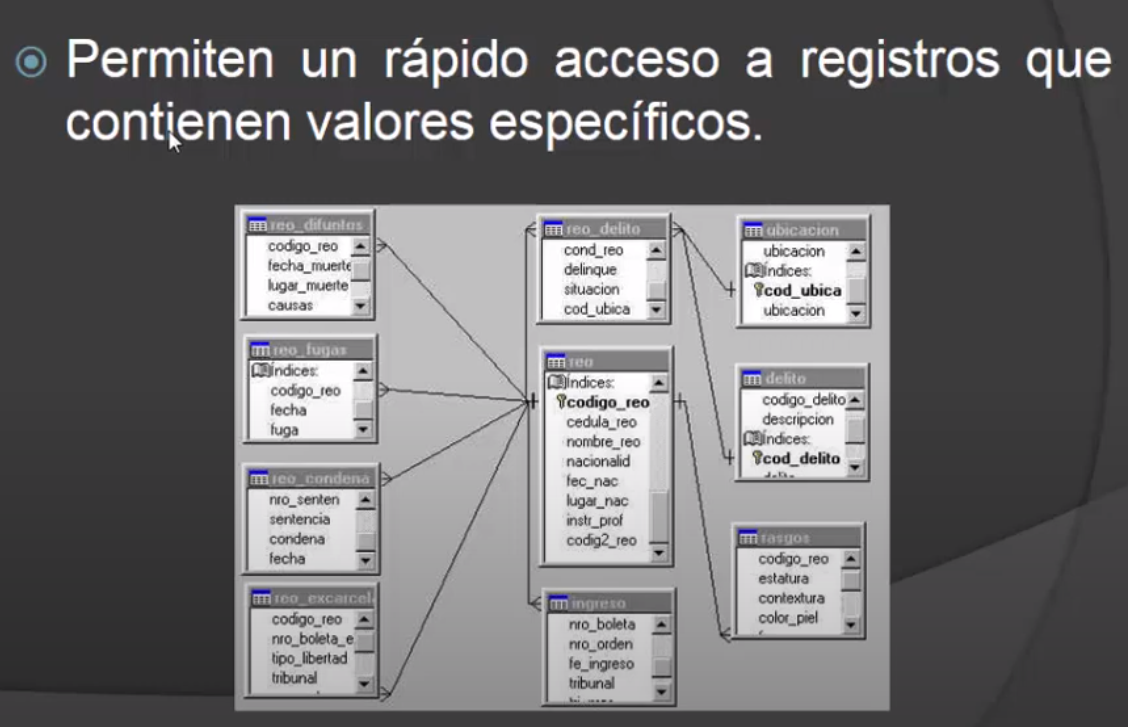 Permiten un rápido acceso a registros que
contienen valores específicos.
reo_difuntos
codigo_reo
fecha_muerte
lugar_muerte
causas
reo_fugas
Índices:
codigo_reo
fecha
fuga
reo_condena
nro_senten
sentencia
condena
fecha
reo_excarcel
codigo_reo
nro_boleta_e
tipo_libertad
tribunal
reo_delito
cond_reo
delinque
situacion
cod_ubica
reo
Índices:
codigo_reo
cedula_reo
nombre_reo
nacionalid
fec_nac
lugar_nac
instr_prof
codig2_reo
ingreso
nro_boleta
nro_orden
fe_ingreso
tribunal
ubicacion
ubicacion
Índices:
cod_ubica
ubicacion
delito
codigo_delito
descripcion
Índices:
cod_delito
rasgos
codigo_reo
estatura
contextura
color_piel